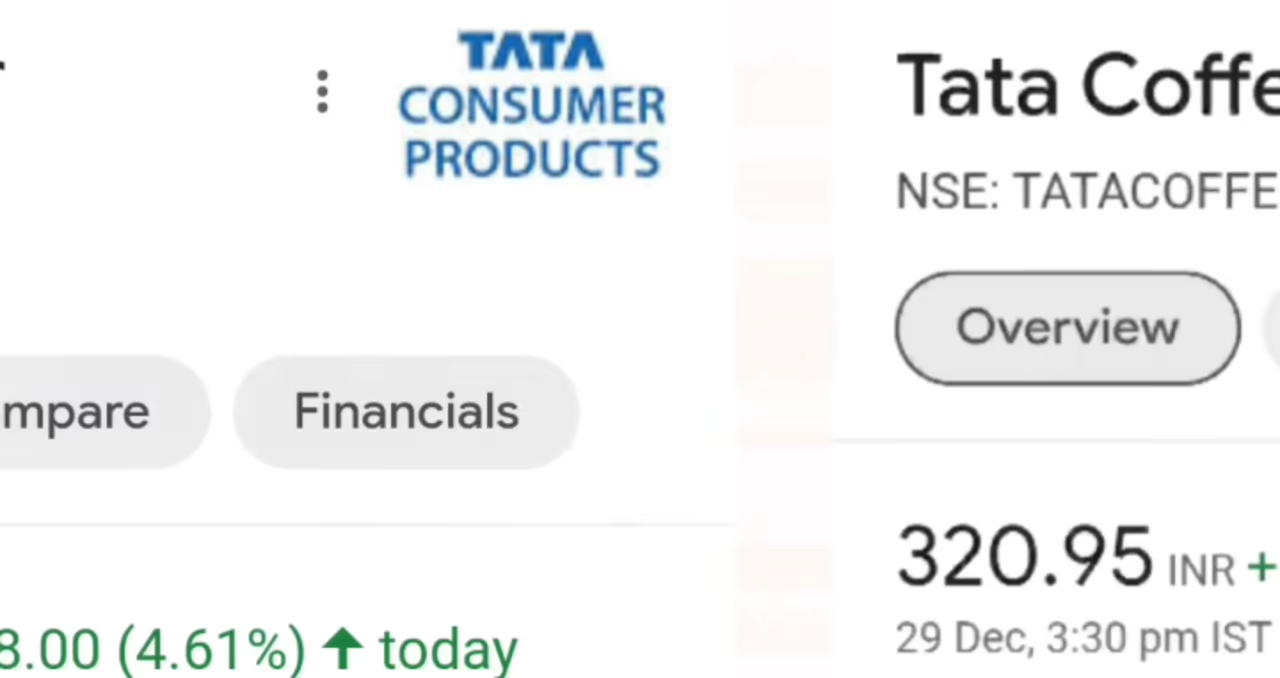 TATA
CONSUMER
PRODUCTS
mpare
Financials
8.00 (4.61%) ↑ today
Tata Coffe
NSE: TATACOFFE
Overview
320.95 INR +
29 Dec, 3:30 pm IST